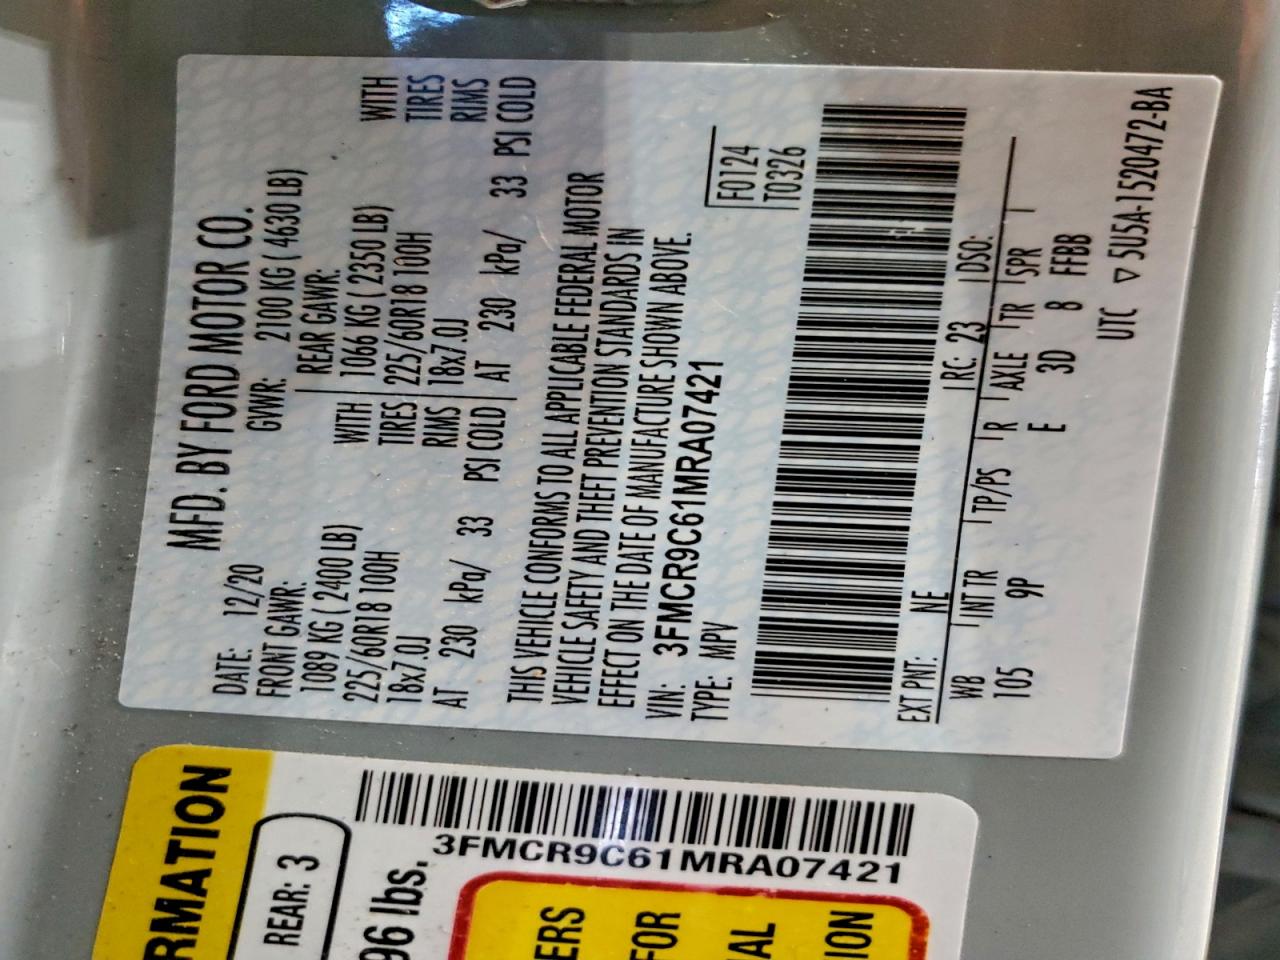 MFD. BY FORD MOTOR CO.
DATE: 12/20 GVWR: 2100 KG ( 4630 LB)
FRONT GAWR: REAR GAWR:
1089 KG ( 2400 LB) WITH 1066 KG ( 2350 LB) WITH
225/60R18 100H TIRES 225/60R18 100H TIRES
18x7.0J RIMS 18x7.0J RIMS
AT 230 kPa/ 33 PSI COLD AT 230 kPa/ 33 PSI COLD
THIS VEHICLE CONFORMS TO ALL APPLICABLE FEDERAL MOTOR
VEHICLE SAFETY AND THEFT PREVENTION STANDARDS IN
EFFECT ON THE DATE OF MANUFACTURE SHOWN ABOVE.
VIN: 3FMCR9C61MRA07421
TYPE: MPV
F0124
T0326
EXT PNT: NE RC: 23 DSO:
WB INT TR TP/PS R AXLE TR SPR
105 9P E 3D 8 FFBB
UTC ▽ 5U5A-1520472-BA
RMATION
REAR: 3
96 lbs.
3FMCR9C61MRA07421
ERS
FOR
AL
ION